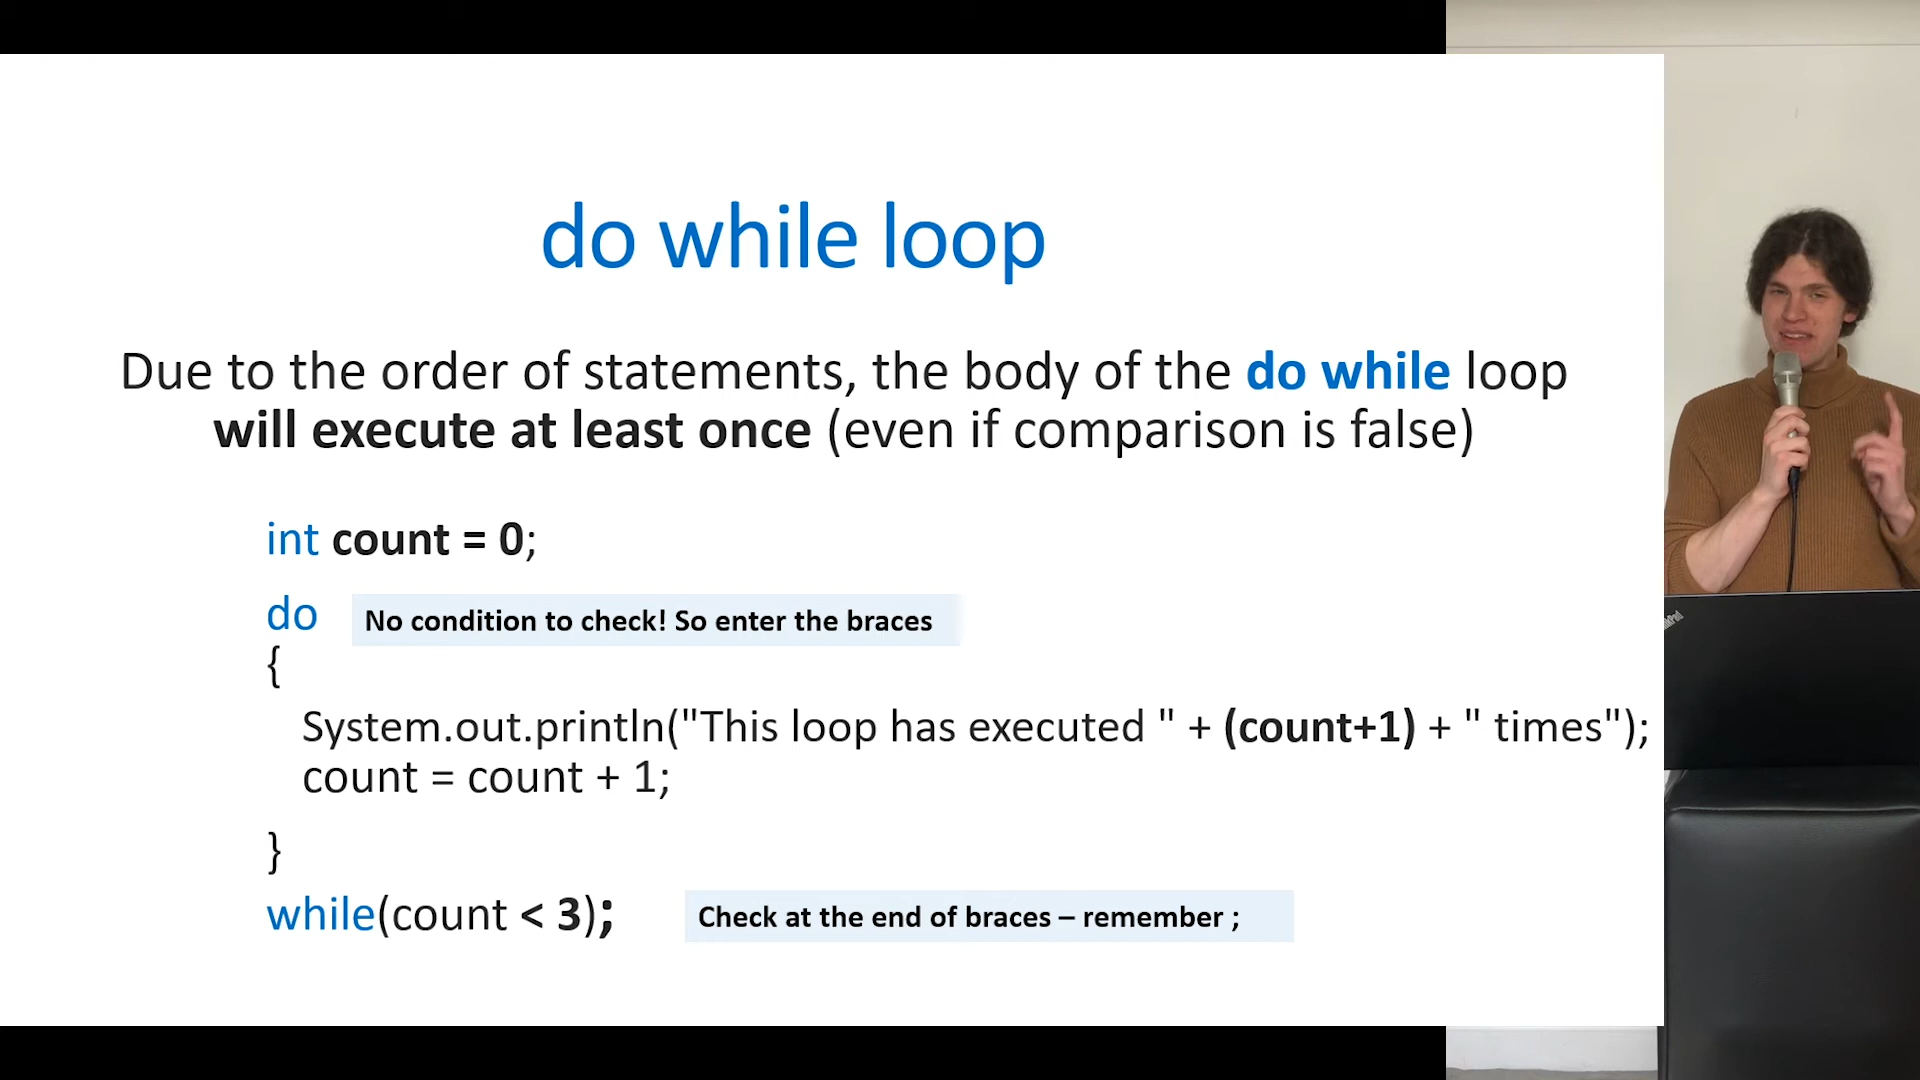 do while loop
Due to the order of statements, the body of the do while loop
will execute at least once (even if comparison is false)
int count = 0;
do
No condition to check! So enter the braces
{
System.out.println("This loop has executed " + (count+1) + " times");
count = count + 1;
}
while(count < 3);
Check at the end of braces – remember ;